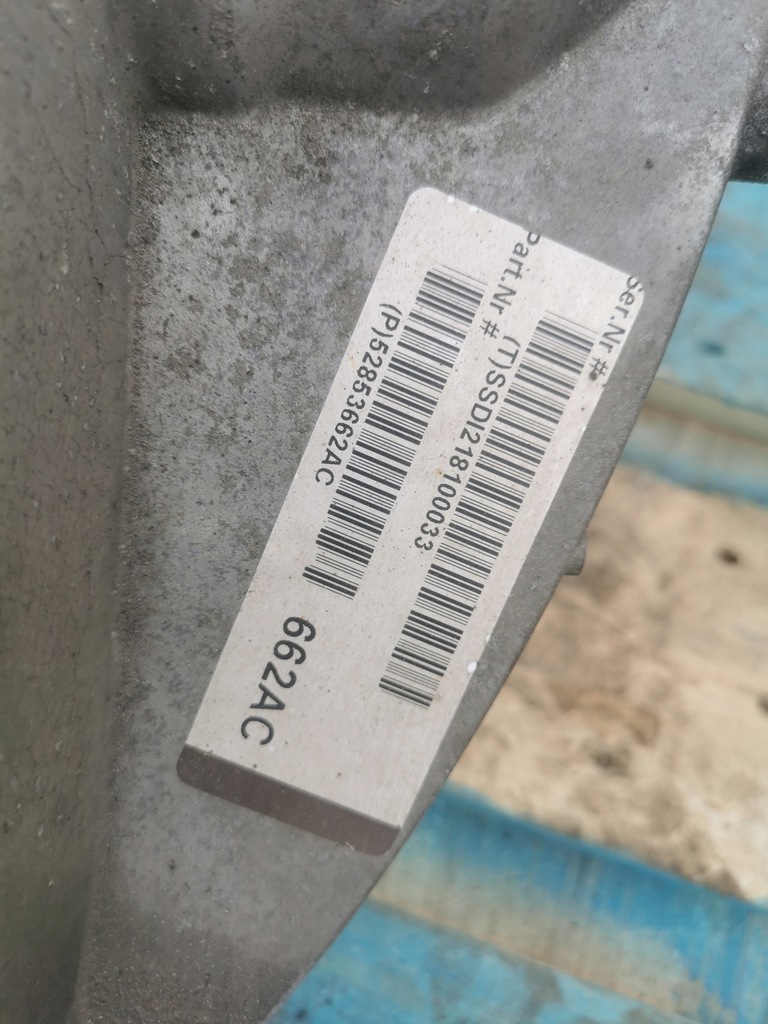 Ser.Nr #
(T)SSDI218100033
Part.Nr #
(P)52853662AC
662AC